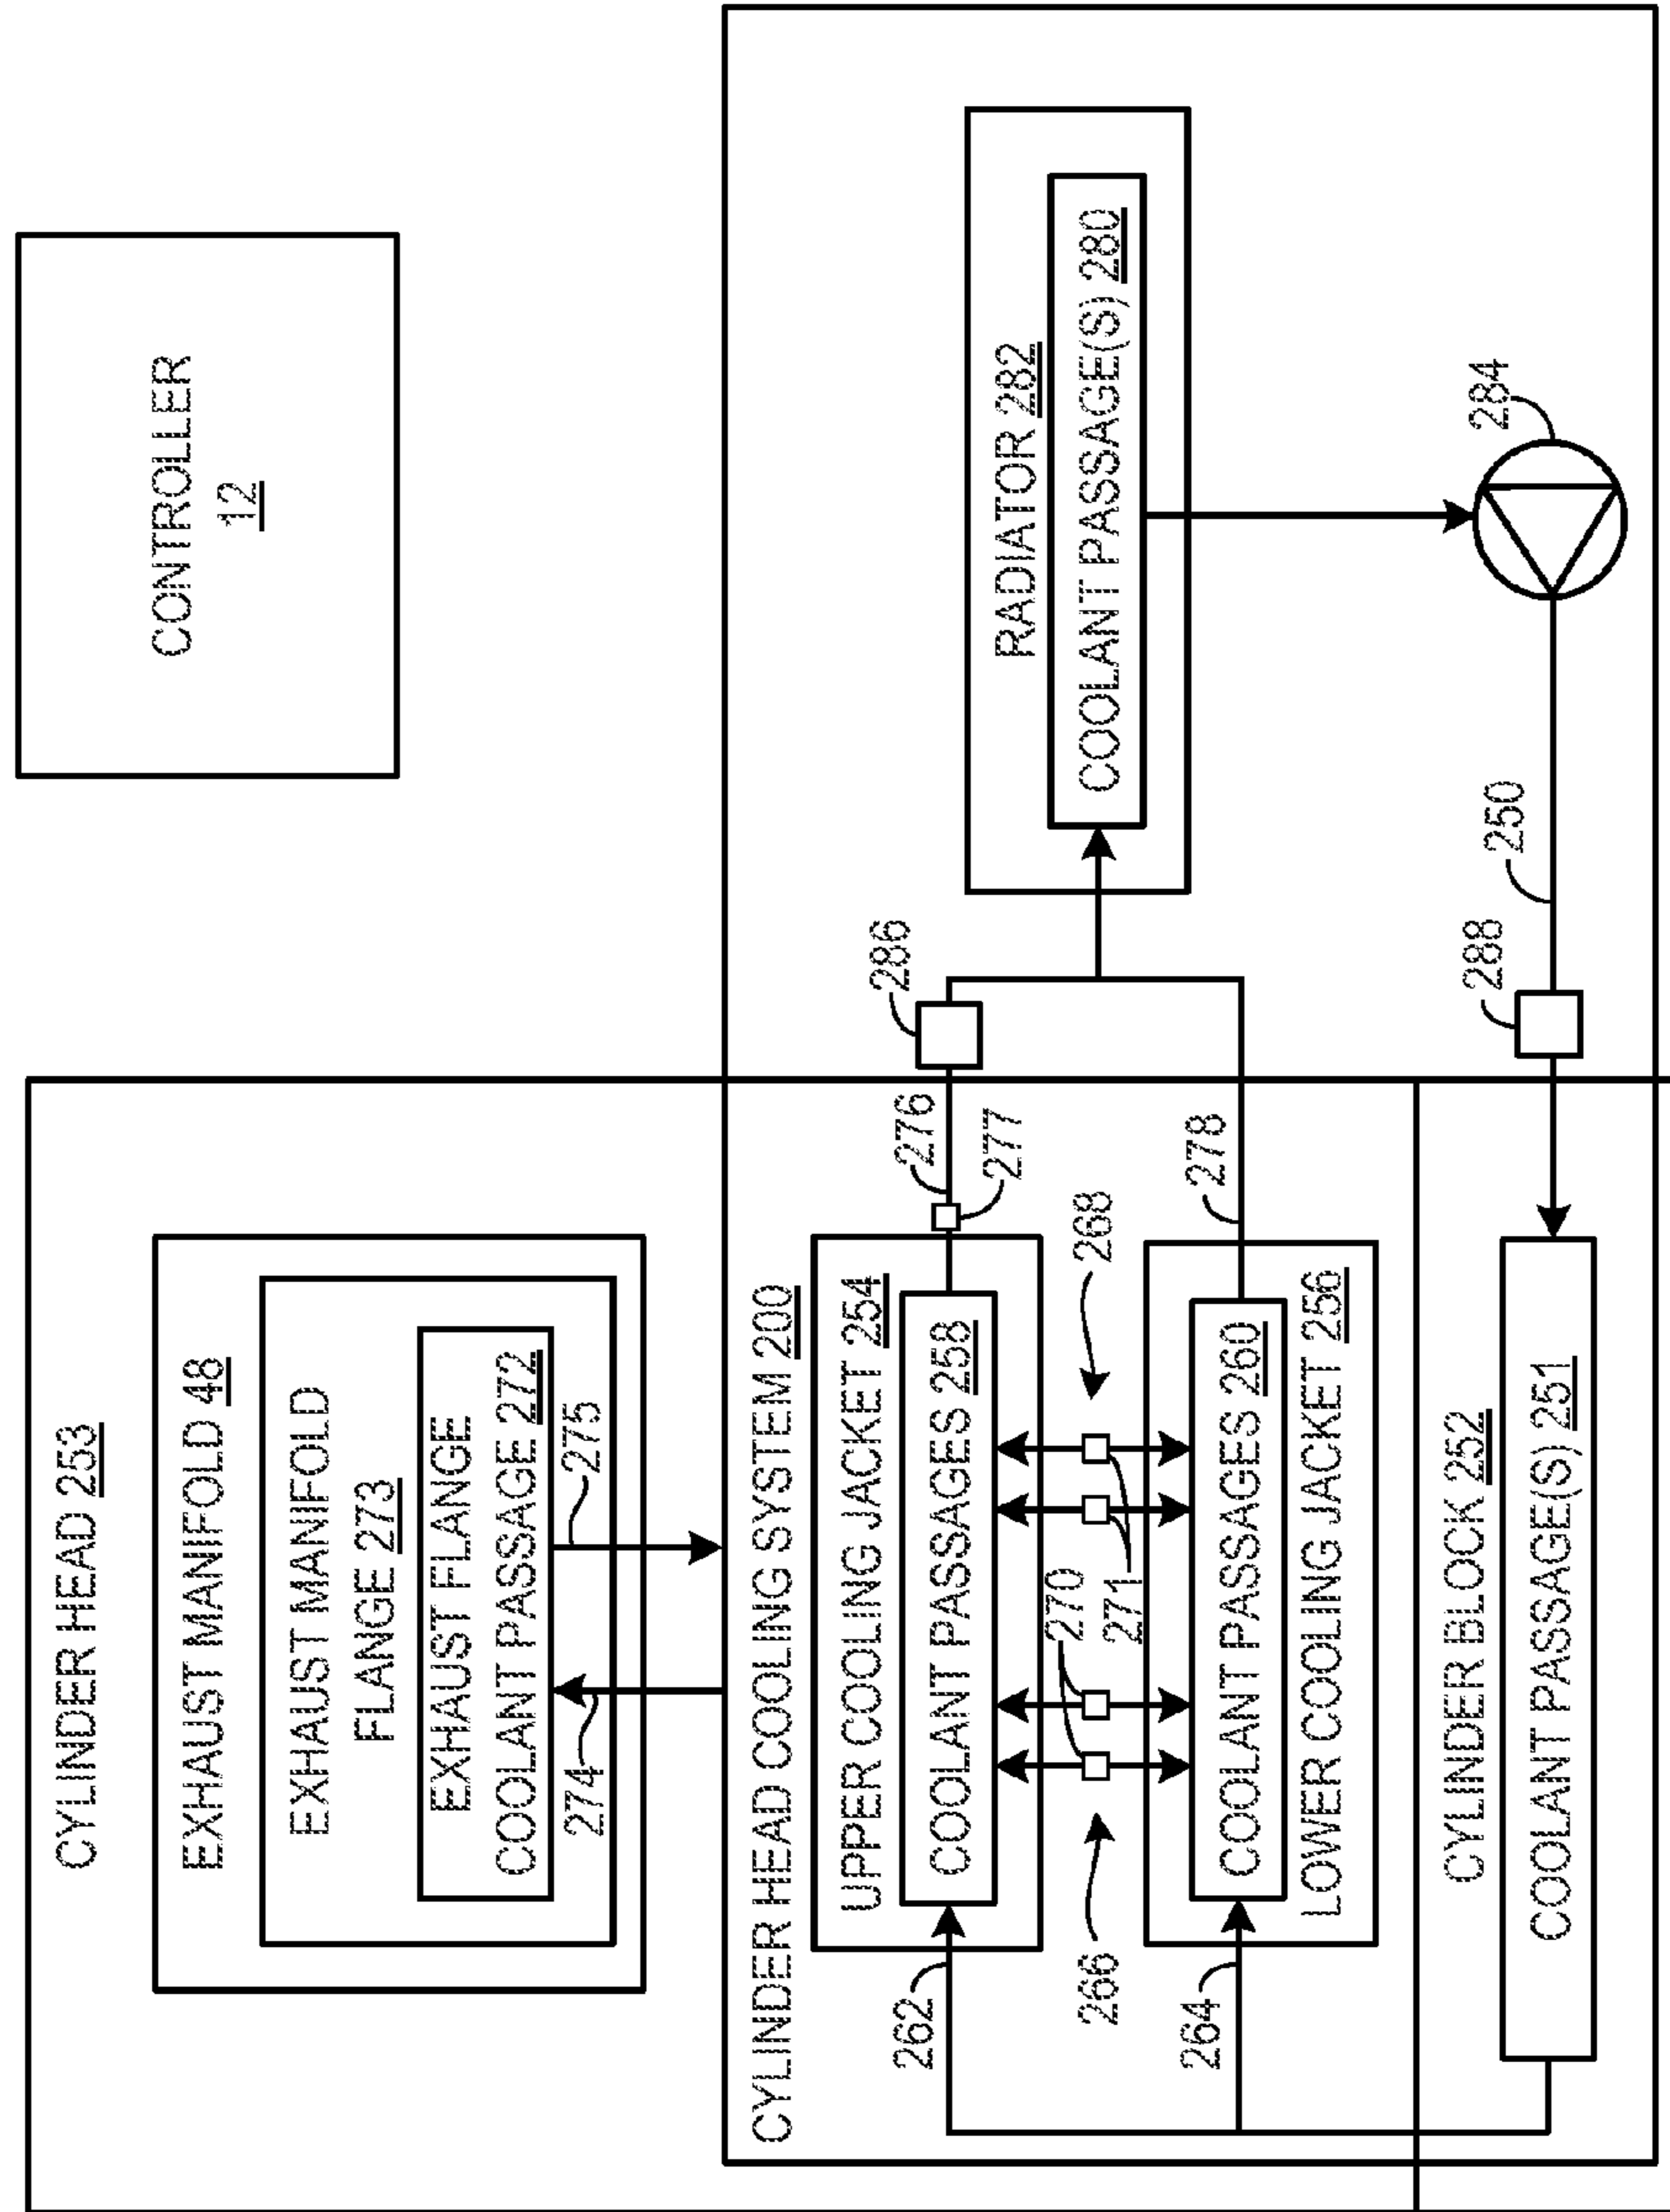 CONTROLLER
12
CYLINDER HEAD 253
EXHAUST MANIFOLD 48
EXHAUST MANIFOLD
FLANGE 273
EXHAUST FLANGE
COOLANT PASSAGE 272
274
275
CYLINDER HEAD COOLING SYSTEM 200
UPPER COOLING JACKET 254
COOLANT PASSAGES 258
262
276
277
286
RADIATOR 282
COOLANT PASSAGE(S) 280
266
270
271
268
264
COOLANT PASSAGES 260
LOWER COOLING JACKET 256
278
CYLINDER BLOCK 252
COOLANT PASSAGE(S) 251
288
250
284